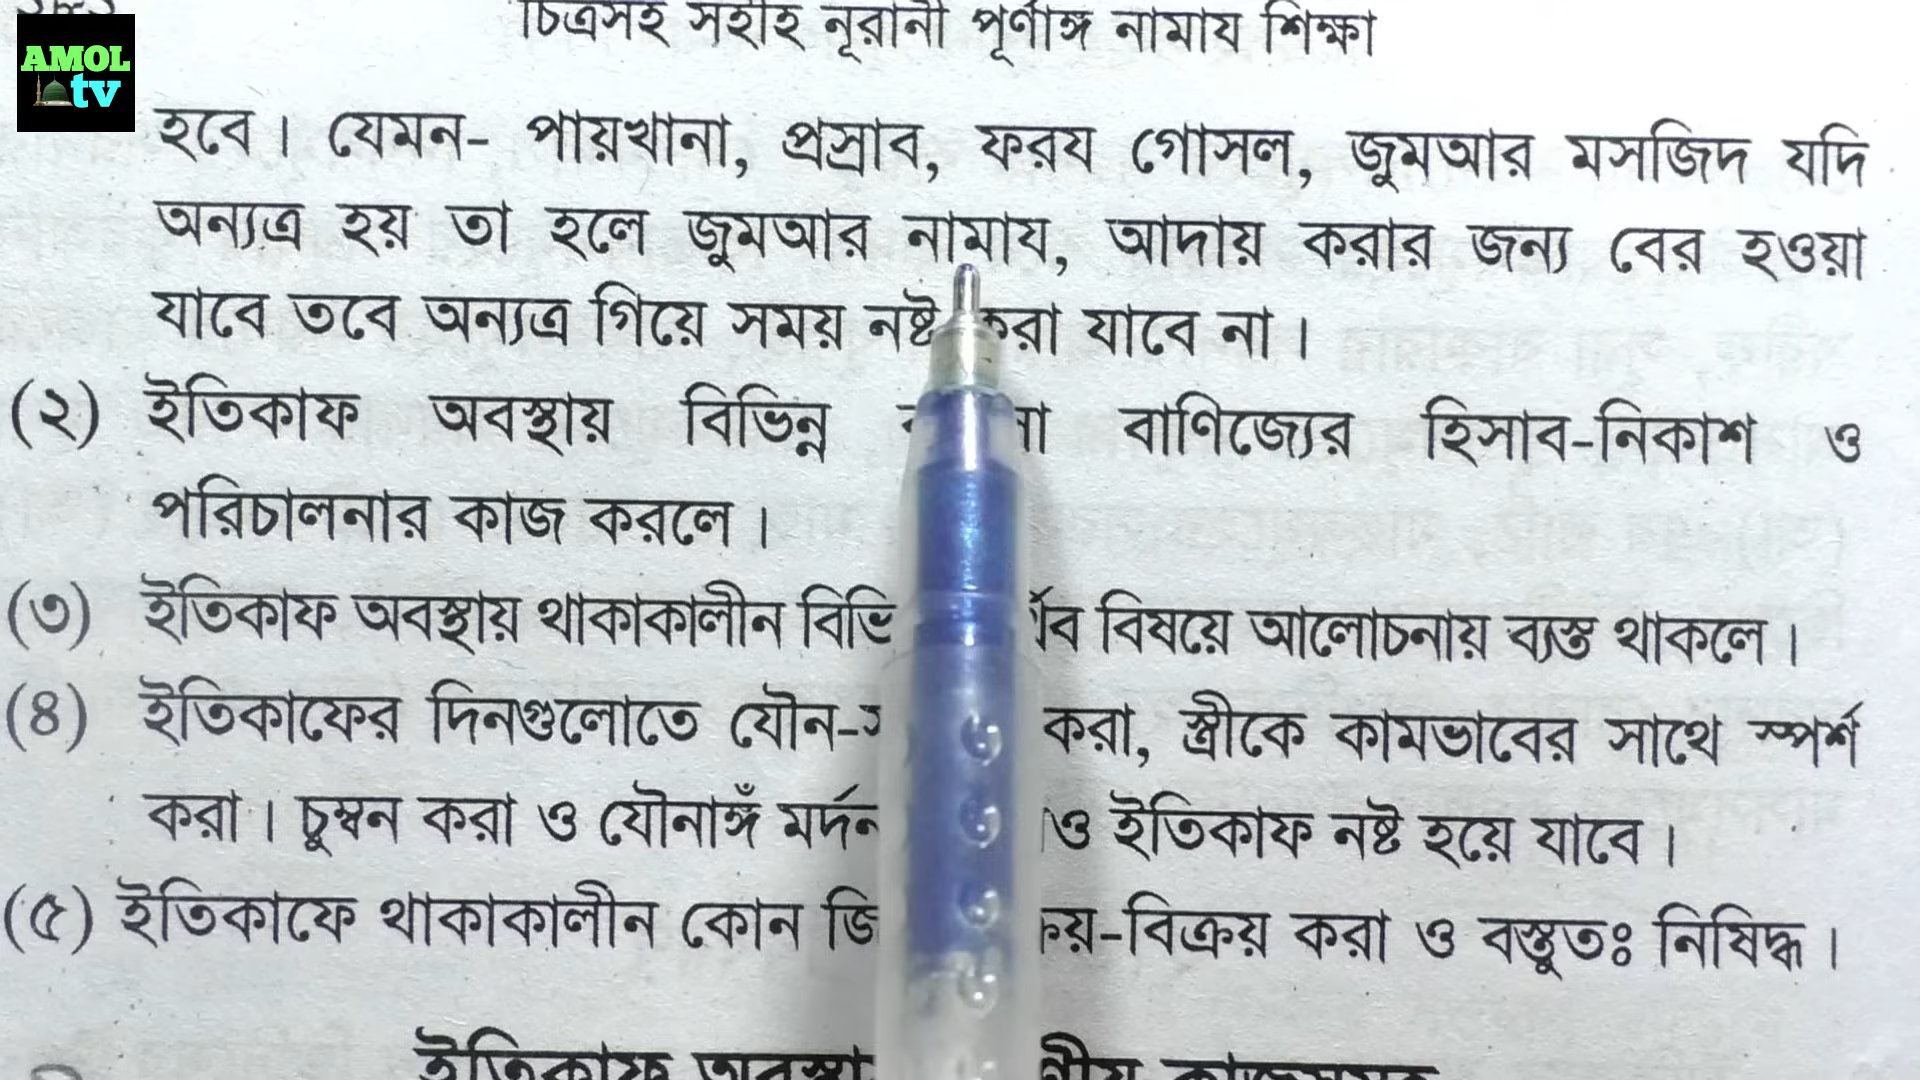 AMOL
tv
চিত্রসহ সহীহ নূরানী পূর্ণাঙ্গ নামায শিক্ষা
হবে। যেমন- পায়খানা, প্রস্রাব, ফরয গোসল, জুমআর মসজিদ যদি
অন্যত্র হয় তা হলে জুমআর নামায, আদায় করার জন্য বের হওয়া
যাবে তবে অন্যত্র গিয়ে সময় নষ্ট করা যাবে না।
(২) ইতিকাফ অবস্থায় বিভিন্ন বাণিজ্যের হিসাব-নিকাশ ও
পরিচালনার কাজ করলে।
(৩) ইতিকাফ অবস্থায় থাকাকালীন বিষয়ে আলোচনায় ব্যস্ত থাকলে।
(৪) ইতিকাফের দিনগুলোতে যৌন- করা, স্ত্রীকে কামভাবের সাথে স্পর্শ
করা। চুম্বন করা ও যৌনাঙ্গঁ মর্দন ইতিকাফ নষ্ট হয়ে যাবে।
(৫) ইতিকাফে থাকাকালীন কোন বিক্রয় করা ও বস্তুতঃ নিষিদ্ধ।
ইতিকাফ